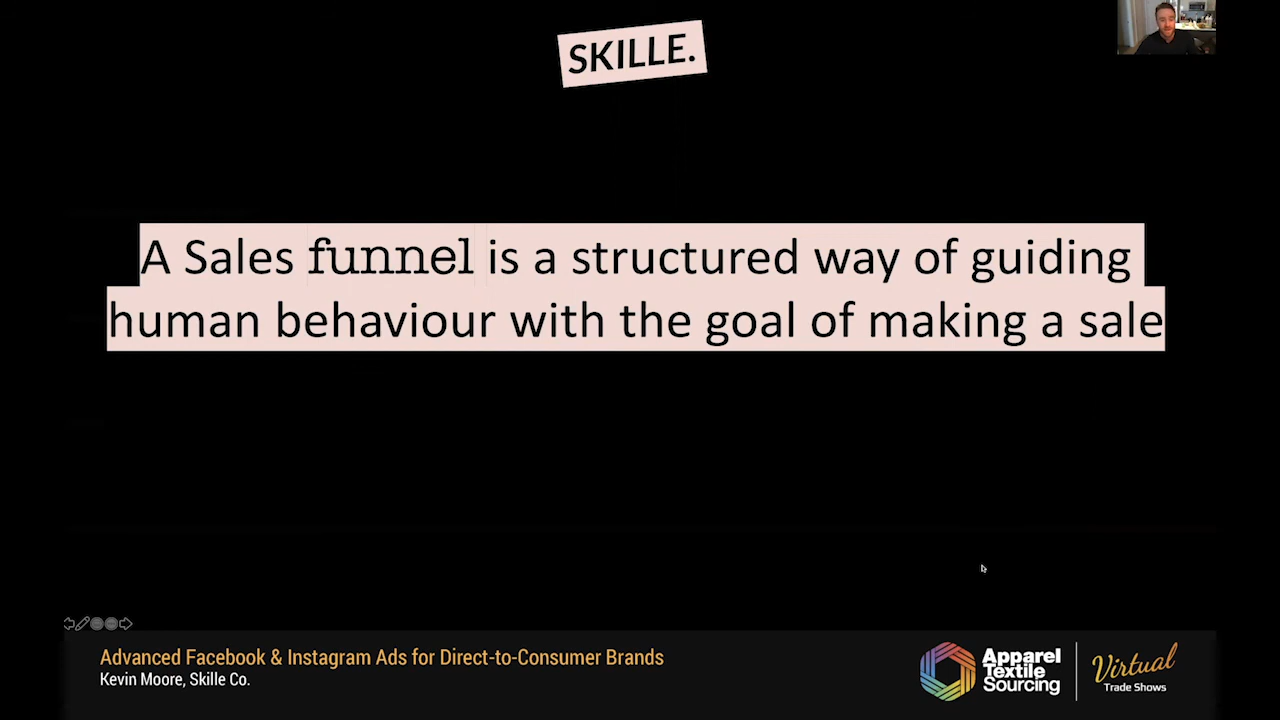 SKILLE.
A Sales funnel is a structured way of guiding
human behaviour with the goal of making a sale
Advanced Facebook & Instagram Ads for Direct-to-Consumer Brands
Kevin Moore, Skille Co.
Apparel
Textile
Sourcing
Virtual
Trade Shows